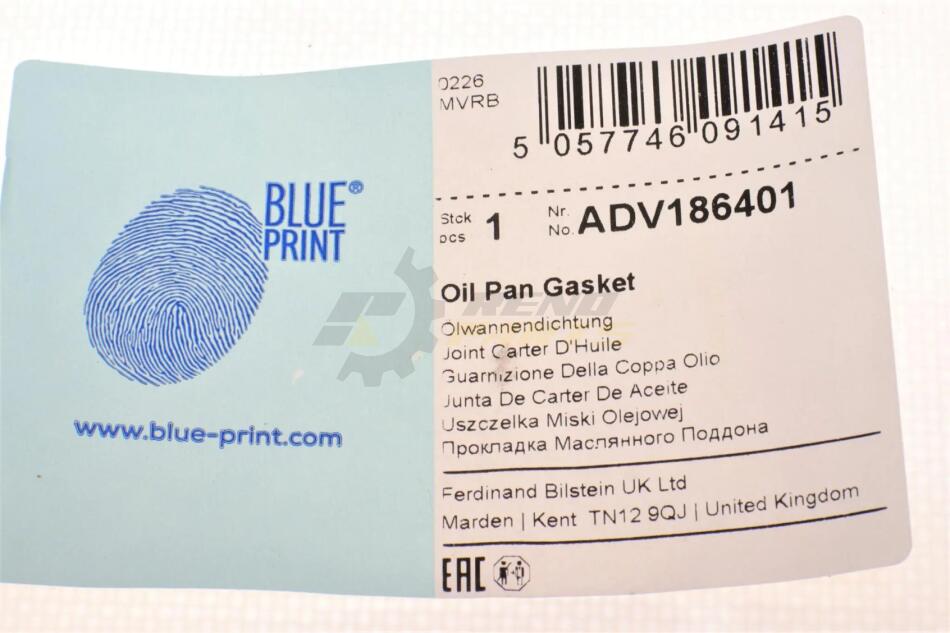 BLUE®
PRINT
www.blue-print.com
0226
MVRB
5 057746 091415
Stck
pcs 1 Nr.
No. ADV186401
Oil Pan Gasket
Ölwannendichtung
Joint Carter D'Huile
Guarnizione Della Coppa Olio
Junta De Carter De Aceite
Uszczelka Miski Olejowej
Прокладка Маслянного Поддона
Ferdinand Bilstein UK Ltd
Marden | Kent TN12 9QJ | United Kingdom
EAC